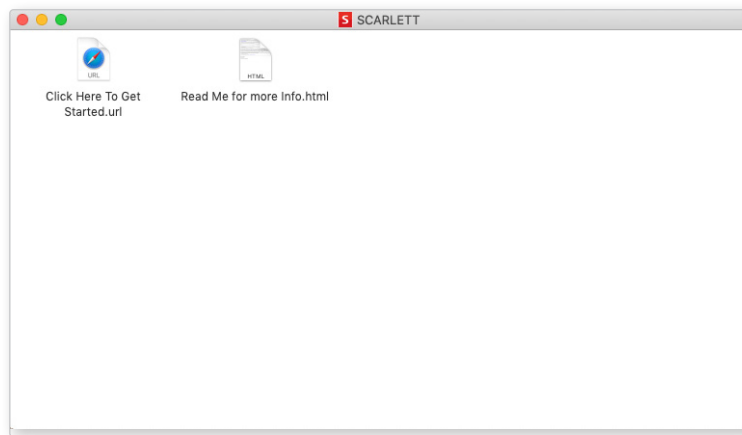 S SCARLETT
URL
HTML
Click Here To Get
Started.url
Read Me for more Info.html